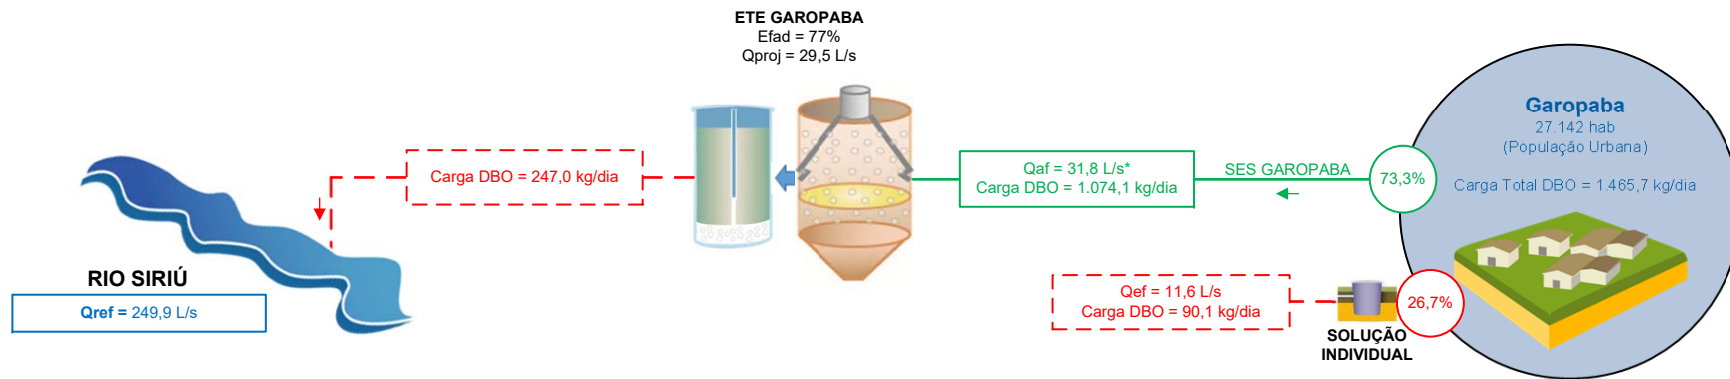 ETE GAROPABA
Efad = 77%
Qproj = 29,5 L/s
Garopaba
27.142 hab
(População Urbana)
Carga Total DBO = 1.465,7 kg/dia
73,3%
SES GAROPABA
Qaf = 31,8 L/s*
Carga DBO = 1.074,1 kg/dia
Carga DBO = 247,0 kg/dia
RIO SIRIÚ
Qref = 249,9 L/s
26,7%
Qef = 11,6 L/s
Carga DBO = 90,1 kg/dia
SOLUÇÃO
INDIVIDUAL